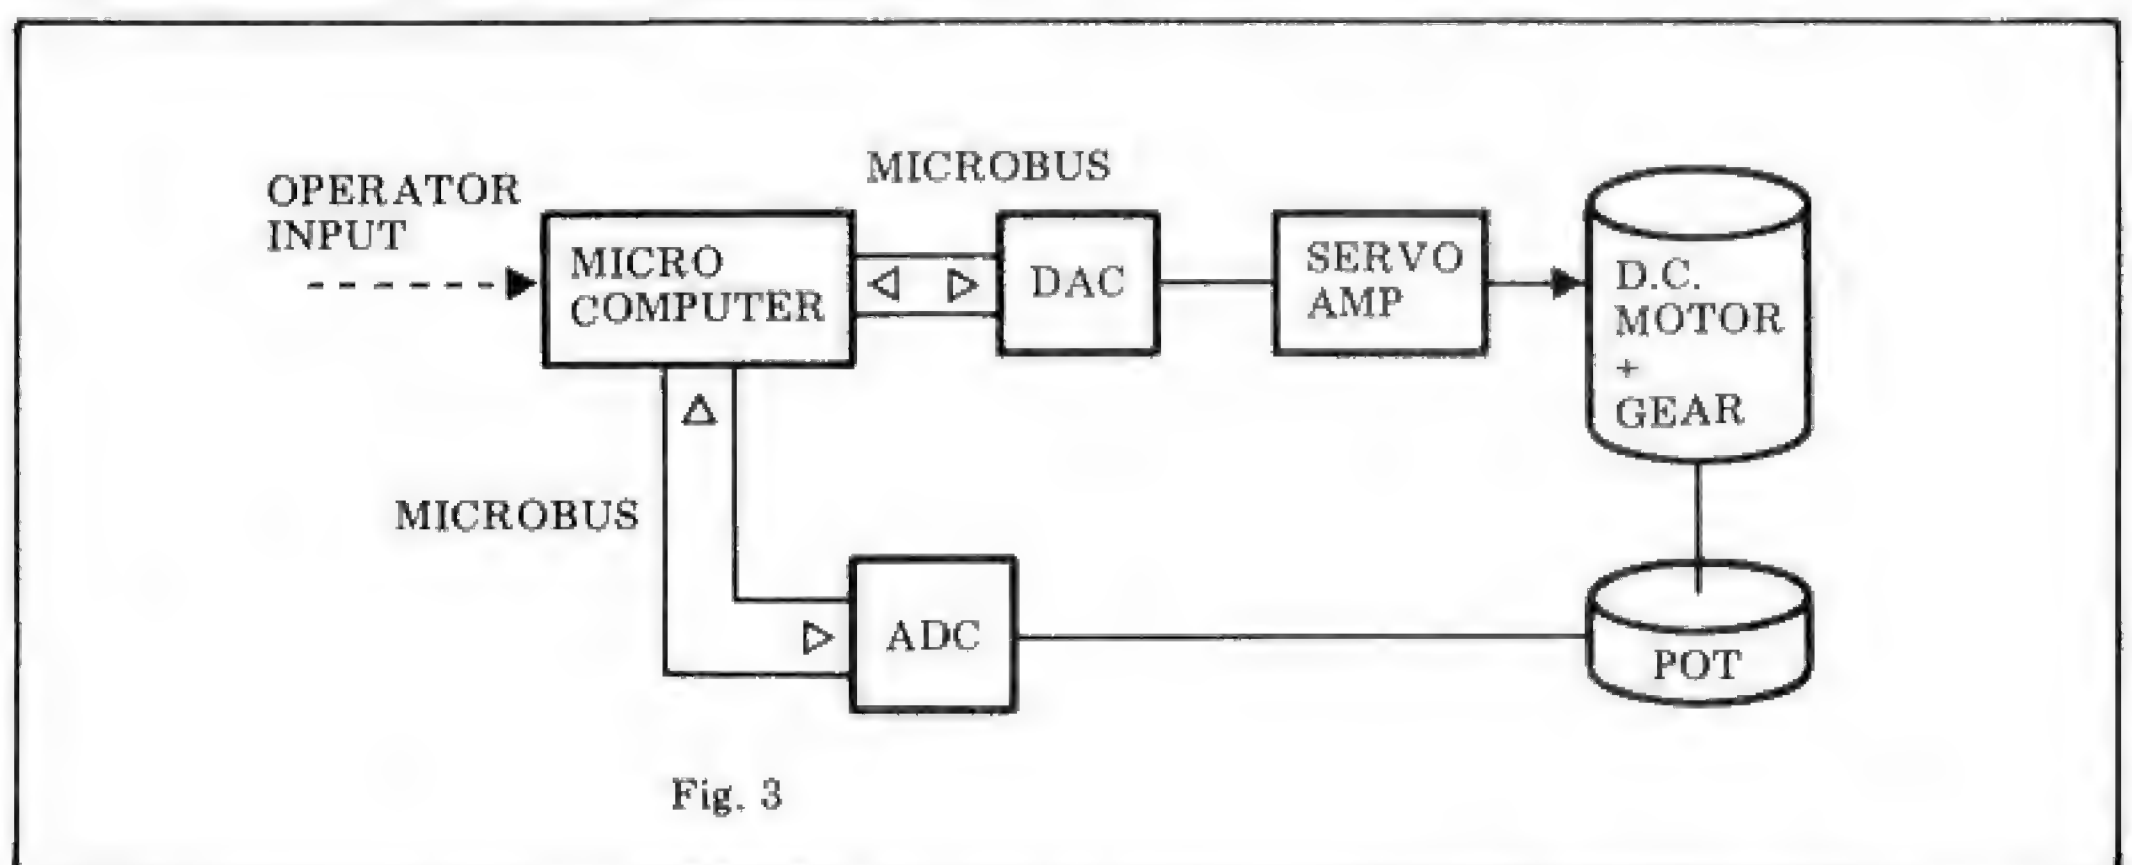 OPERATOR
INPUT
MICROBUS
MICRO
COMPUTER
DAC
SERVO
AMP
D.C.
MOTOR
+
GEAR
MICROBUS
ADC
POT
Fig. 3